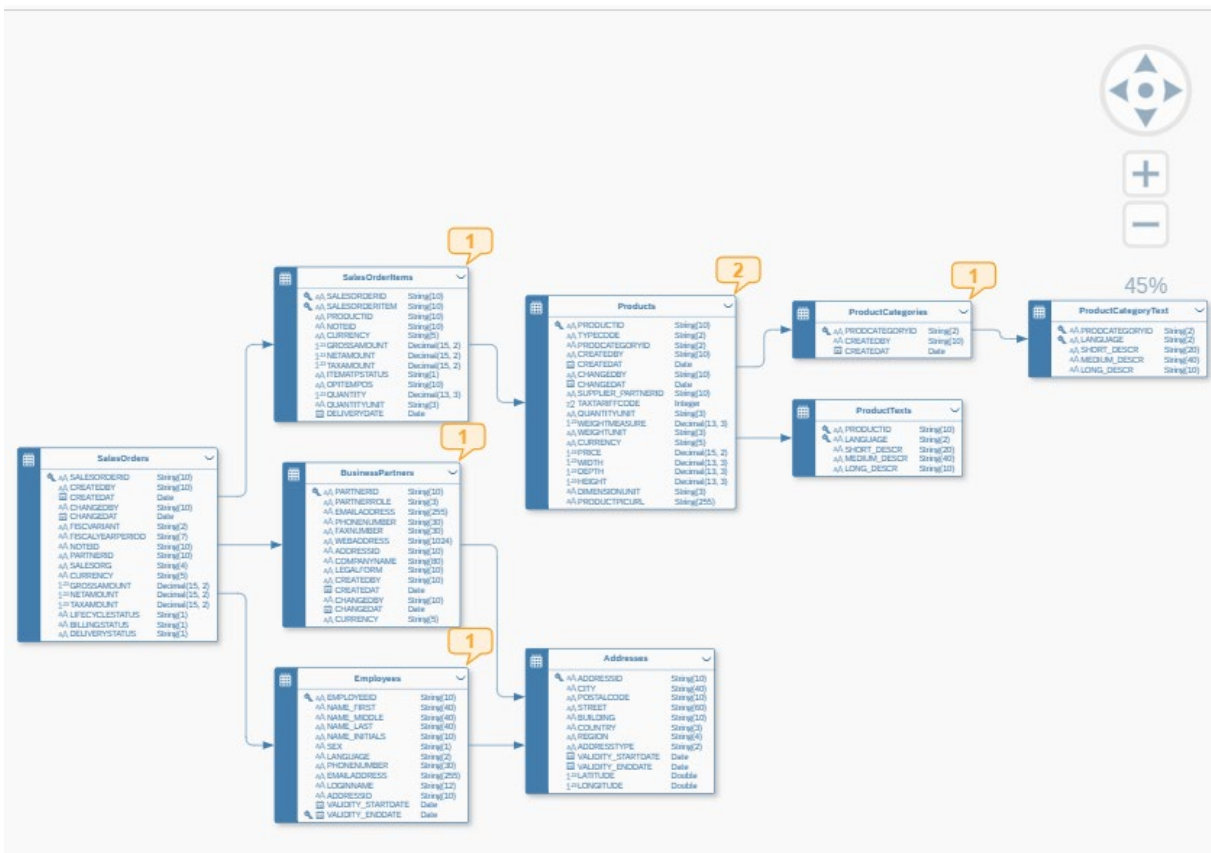 45%
1
SalesOrderItems
SALESORDERID String(10)
SALESORDERITEM String(10)
PRODUCTID String(10)
NOTEID String(10)
CURRENCY String(5)
GROSSAMOUNT Decimal(15, 2)
NETAMOUNT Decimal(15, 2)
TAXAMOUNT Decimal(15, 2)
ITEMATPSTATUS String(1)
OPITEMPOS String(10)
QUANTITY Decimal(13, 3)
QUANTITYUNIT String(3)
DELIVERYDATE Date
2
Products
PRODUCTID String(10)
TYPECODE String(2)
PRODCATEGORYID String(2)
CREATEDBY String(10)
CREATEDAT Date
CHANGEDBY String(10)
CHANGEDAT Date
SUPPLIER_PARTNERID String(10)
TAXTARIFFCODE Integer
QUANTITYUNIT String(3)
WEIGHTMEASURE Decimal(13, 3)
WEIGHTUNIT String(3)
CURRENCY String(5)
PRICE Decimal(15, 2)
WIDTH Decimal(13, 3)
DEPTH Decimal(13, 3)
HEIGHT Decimal(13, 3)
DIMENSIONUNIT String(3)
PRODUCTPICURL String(255)
1
ProductCategories
PRODCATEGORYID String(2)
CREATEDBY String(10)
CREATEDAT Date
ProductCategoryText
PRODCATEGORYID String(2)
LANGUAGE String(2)
SHORT_DESCR String(20)
MEDIUM_DESCR String(40)
LONG_DESCR String(10)
ProductTexts
PRODUCTID String(10)
LANGUAGE String(2)
SHORT_DESCR String(20)
MEDIUM_DESCR String(40)
LONG_DESCR String(10)
SalesOrders
SALESORDERID String(10)
CREATEDBY String(10)
CREATEDAT Date
CHANGEDBY String(10)
CHANGEDAT Date
FISCVARIANT String(2)
FISCALYEARPERIOD String(7)
NOTEID String(10)
PARTNERID String(10)
SALESORG String(4)
CURRENCY String(5)
GROSSAMOUNT Decimal(15, 2)
NETAMOUNT Decimal(15, 2)
TAXAMOUNT Decimal(15, 2)
LIFECYCLESTATUS String(1)
BILLINGSTATUS String(1)
DELIVERYSTATUS String(1)
1
BusinessPartners
PARTNERID String(10)
PARTNERROLE String(3)
EMAILADDRESS String(255)
PHONENUMBER String(30)
FAXNUMBER String(30)
WEBADDRESS String(1024)
ADDRESSID String(10)
COMPANYNAME String(80)
LEGALFORM String(10)
CREATEDBY String(10)
CREATEDAT Date
CHANGEDBY String(10)
CHANGEDAT Date
CURRENCY String(5)
1
Employees
EMPLOYEEID String(10)
NAME_FIRST String(40)
NAME_MIDDLE String(40)
NAME_LAST String(40)
NAME_INITIALS String(10)
SEX String(1)
LANGUAGE String(2)
PHONENUMBER String(30)
EMAILADDRESS String(255)
LOGINNAME String(12)
ADDRESSID String(10)
VALIDITY_STARTDATE Date
VALIDITY_ENDDATE Date
Addresses
ADDRESSID String(10)
CITY String(40)
POSTALCODE String(10)
STREET String(60)
BUILDING String(10)
COUNTRY String(3)
REGION String(4)
ADDRESSTYPE String(2)
VALIDITY_STARTDATE Date
VALIDITY_ENDDATE Date
LATITUDE Double
LONGITUDE Double